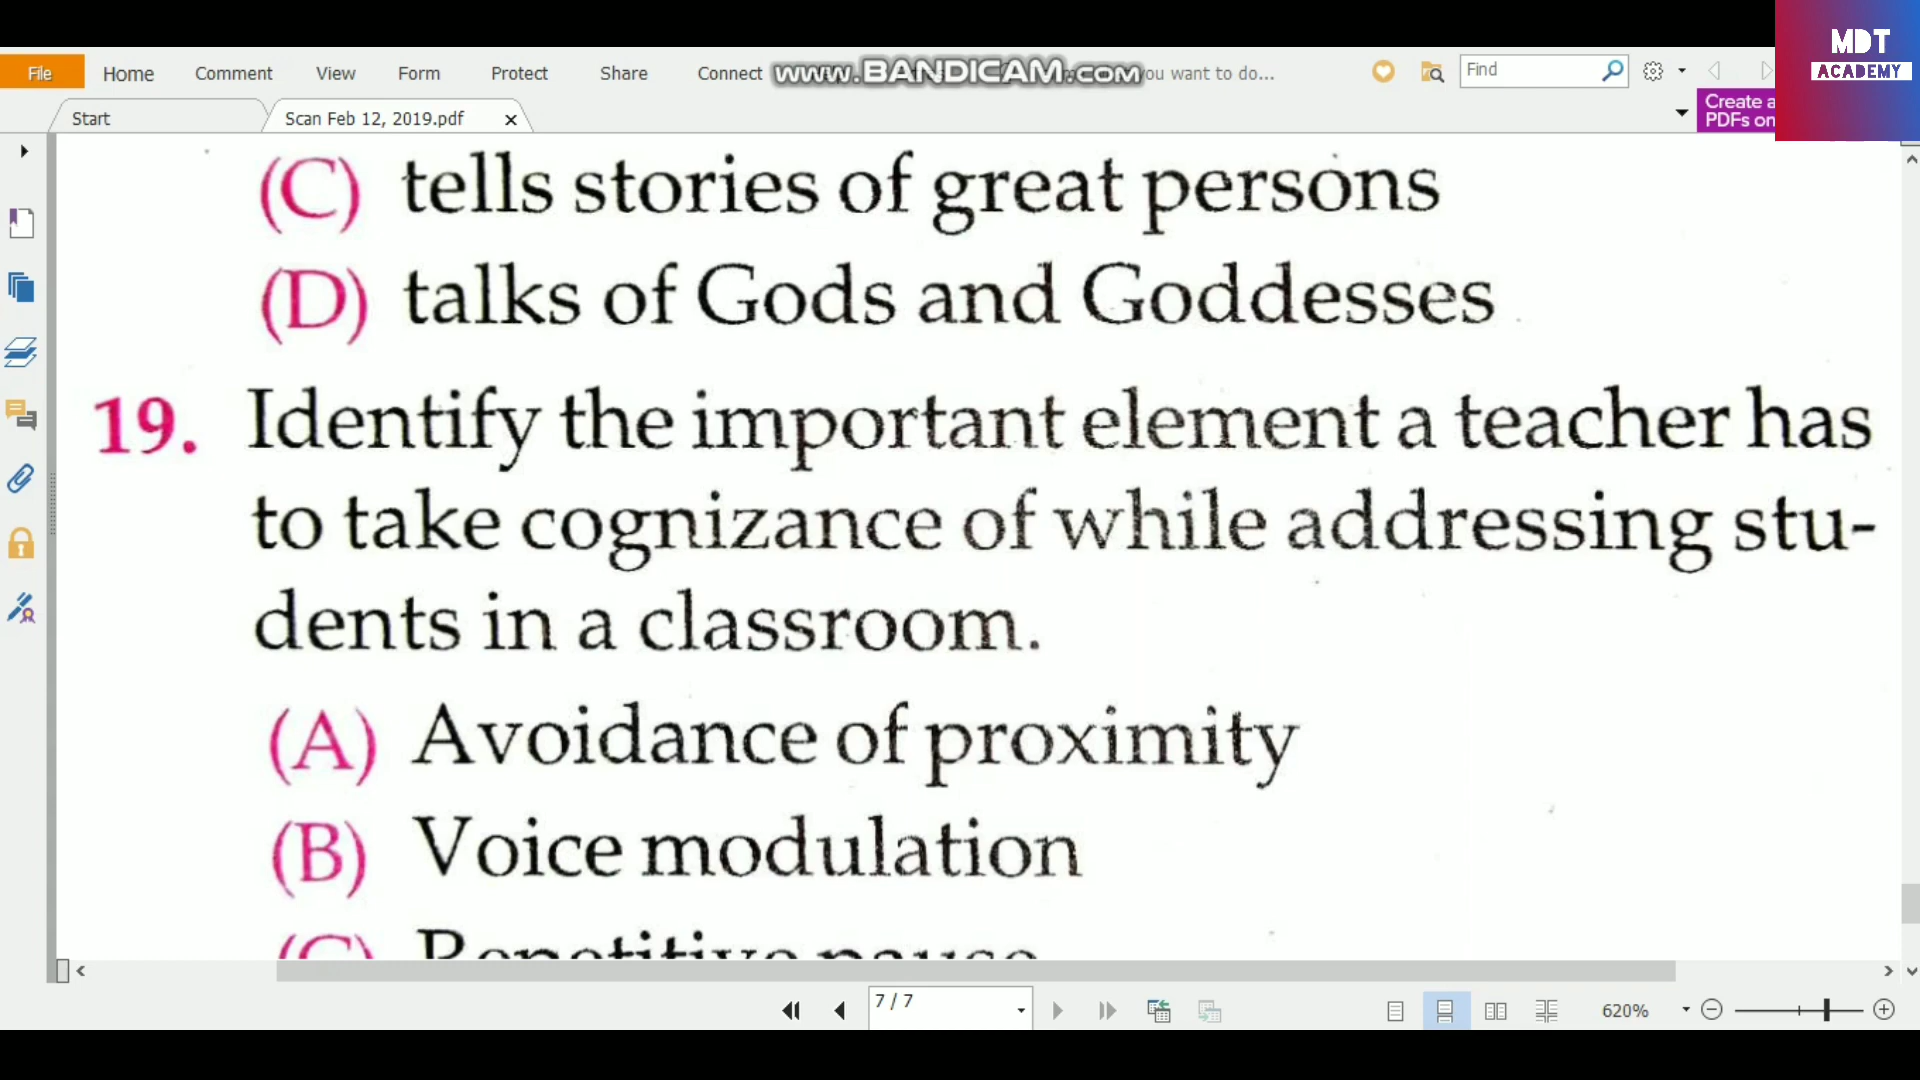 MDT
ACADEMY
File Home Comment View Form Protect Share Connect www.BANDICAM.com you want to do... Find
Create a
PDFs on
Start Scan Feb 12, 2019.pdf
(C) tells stories of great persons
(D) talks of Gods and Goddesses
19. Identify the important element a teacher has
to take cognizance of while addressing stu-
dents in a classroom.
(A) Avoidance of proximity
(B) Voice modulation
(C) Repetitive pause
7 / 7 620%